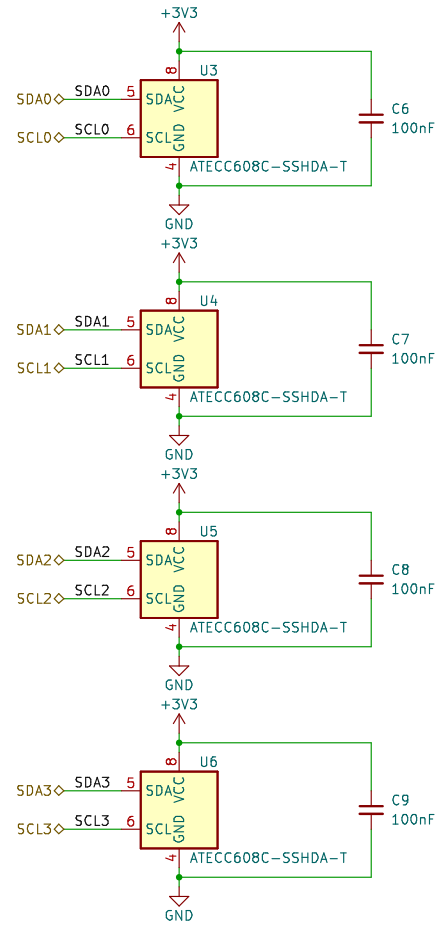 +3V3
8
U3
SDA0 SDA0 5 SDA VCC
C6
100nF
SCL0 SCL0 6 SCL GND
4
ATECC608C-SSHDA-T
GND
+3V3
8
U4
SDA1 SDA1 5 SDA VCC
C7
100nF
SCL1 SCL1 6 SCL GND
4
ATECC608C-SSHDA-T
GND
+3V3
8
U5
SDA2 SDA2 5 SDA VCC
C8
100nF
SCL2 SCL2 6 SCL GND
4
ATECC608C-SSHDA-T
GND
+3V3
8
U6
SDA3 SDA3 5 SDA VCC
C9
100nF
SCL3 SCL3 6 SCL GND
4
ATECC608C-SSHDA-T
GND